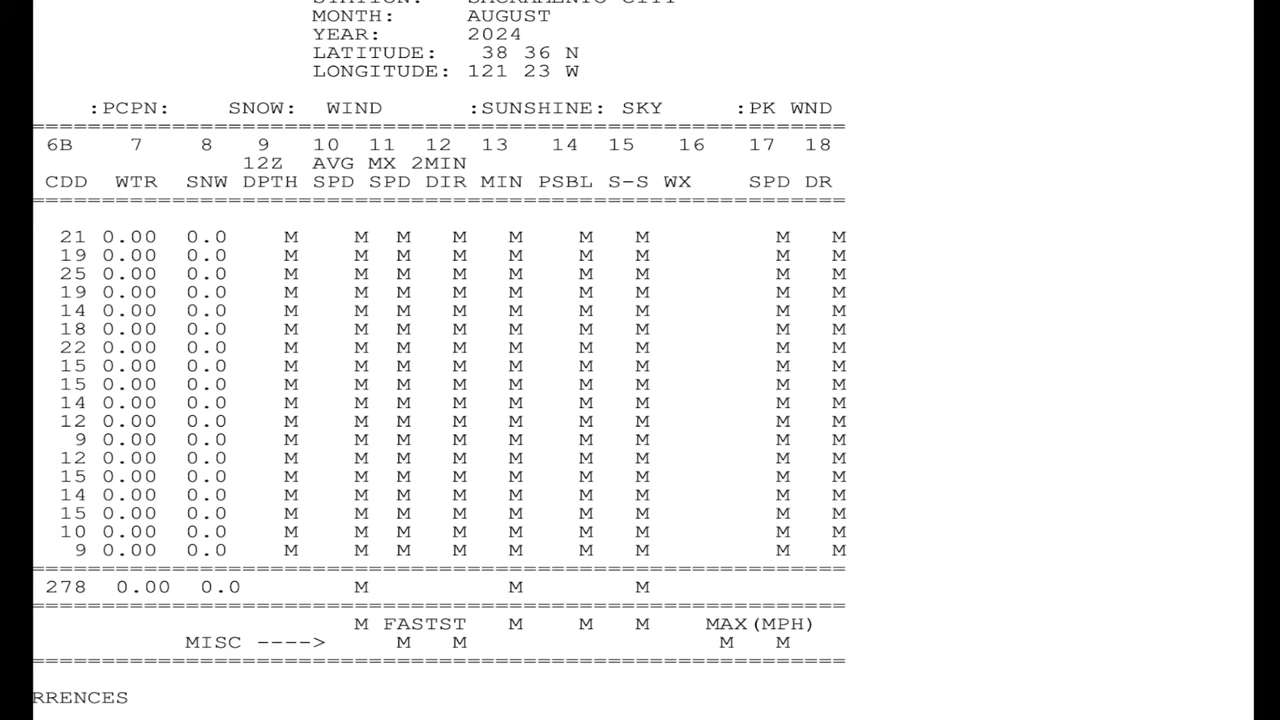 STATION: SACRAMENTO CITY
MONTH: AUGUST
YEAR: 2024
LATITUDE: 38 36 N
LONGITUDE: 121 23 W
:PCPN: SNOW: WIND :SUNSHINE: SKY :PK WND
==========================================================
6B 7 8 9 10 11 12 13 14 15 16 17 18
12Z AVG MX 2MIN
CDD WTR SNW DPTH SPD SPD DIR MIN PSBL S-S WX SPD DR
==========================================================
21 0.00 0.0 M M M M M M M M M
19 0.00 0.0 M M M M M M M M M
25 0.00 0.0 M M M M M M M M M
19 0.00 0.0 M M M M M M M M M
14 0.00 0.0 M M M M M M M M M
18 0.00 0.0 M M M M M M M M M
22 0.00 0.0 M M M M M M M M M
15 0.00 0.0 M M M M M M M M M
15 0.00 0.0 M M M M M M M M M
14 0.00 0.0 M M M M M M M M M
12 0.00 0.0 M M M M M M M M M
9 0.00 0.0 M M M M M M M M M
12 0.00 0.0 M M M M M M M M M
15 0.00 0.0 M M M M M M M M M
14 0.00 0.0 M M M M M M M M M
15 0.00 0.0 M M M M M M M M M
10 0.00 0.0 M M M M M M M M M
9 0.00 0.0 M M M M M M M M M
==========================================================
278 0.00 0.0 M M M
==========================================================
M FASTST M M M MAX(MPH)
MISC ----> M M M M
==========================================================
RRENCES